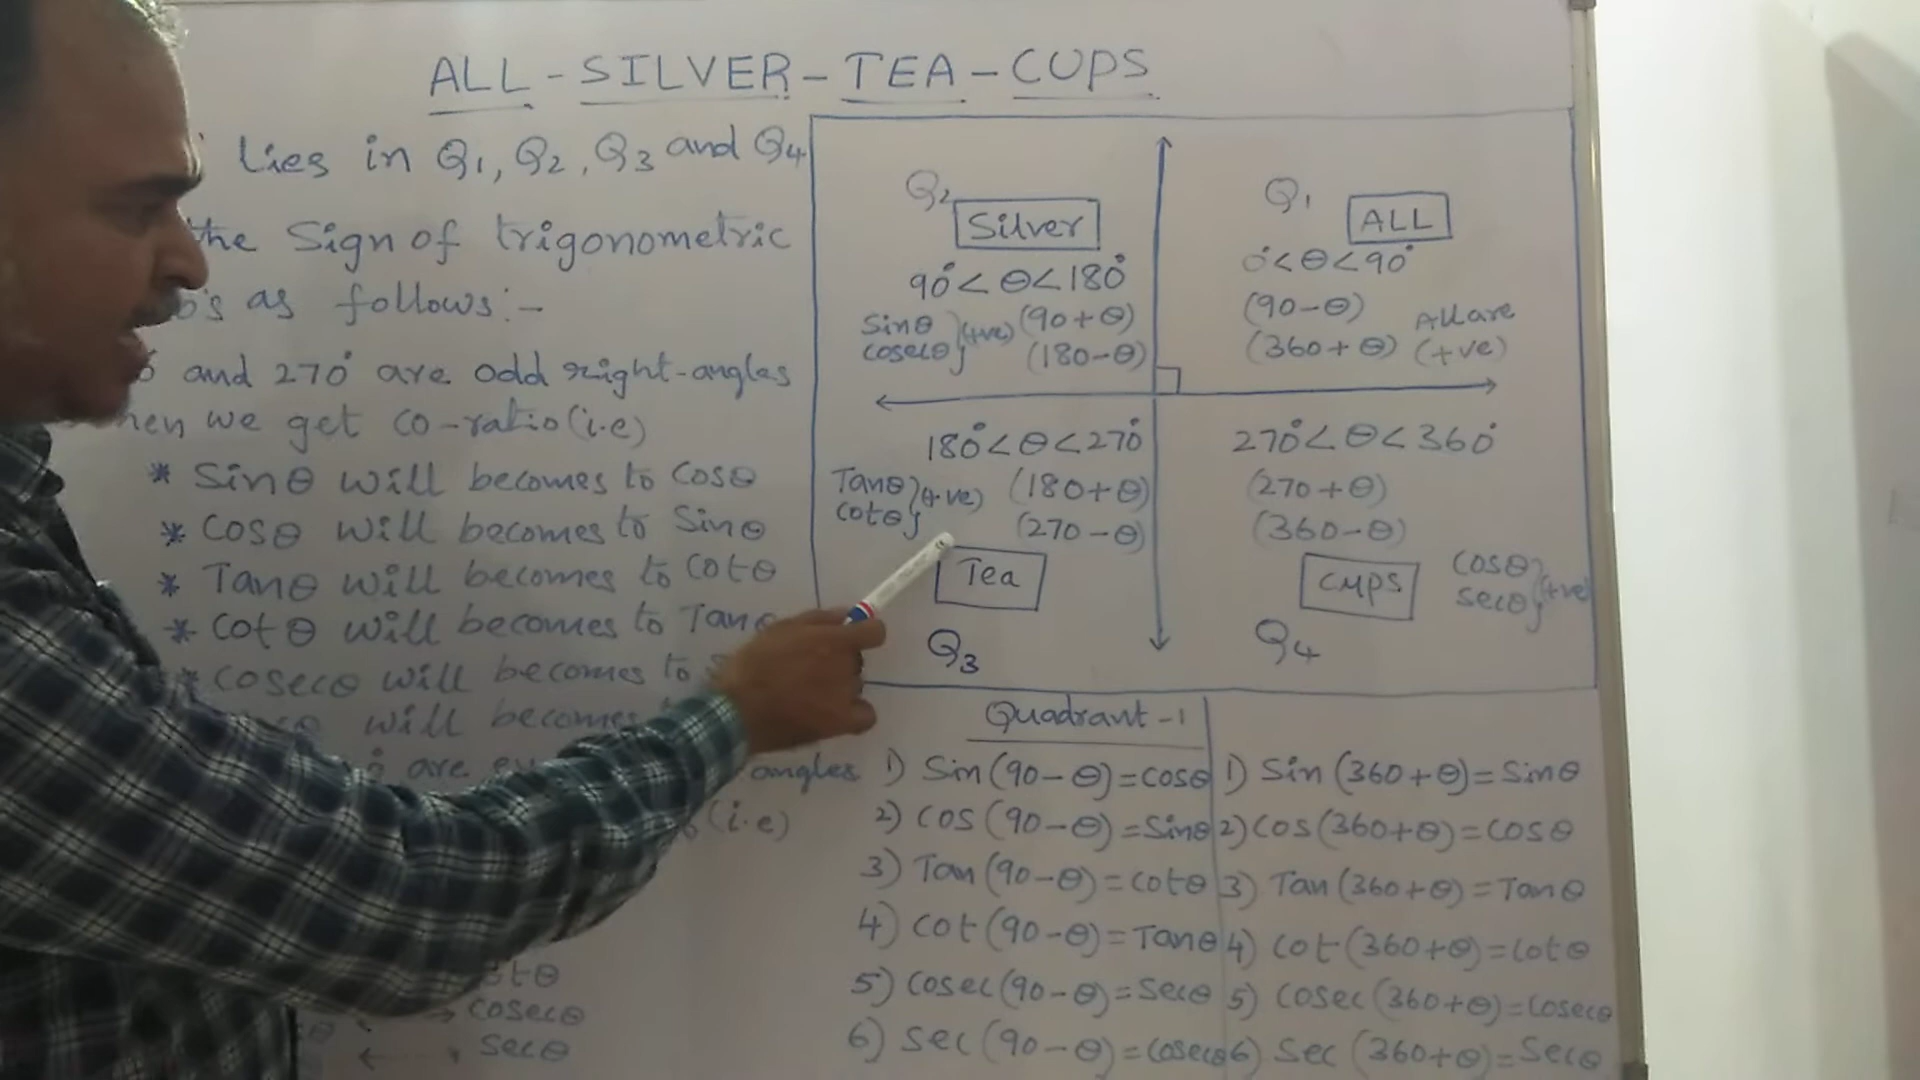 ALL - SILVER - TEA - CUPS
Lies in Q1, Q2, Q3 and Q4
the Sign of trigonometric
as follows:-
and 270° are odd right-angles
we get co-ratio (i.e)
* Sinθ will becomes to Cosθ
* Cosθ will becomes to Sinθ
* Tanθ will becomes to Cotθ
* Cotθ will becomes to Tanθ
* Cosecθ will becomes to
will becomes
are
angles
(i.e)
cosecθ
secθ
Q2
Silver
90° < θ < 180°
Sinθ
cosecθ } (+ve)
(90+θ)
(180-θ)
Q1
ALL
0° < θ < 90°
(90-θ)
(360+θ)
All are
(+ve)
180° < θ < 270°
Tanθ
cotθ } (+ve)
(180+θ)
(270-θ)
Tea
Q3
270° < θ < 360°
(270+θ)
(360-θ)
CUPS
cosθ
secθ } (+ve)
Q4
Quadrant-1
1) Sin (90-θ) = cosθ
2) cos (90-θ) = Sinθ
3) Tan (90-θ) = cotθ
4) cot (90-θ) = Tanθ
5) cosec (90-θ) = Secθ
6) Sec (90-θ) = cosecθ
1) Sin (360+θ) = Sinθ
2) cos (360+θ) = cosθ
3) Tan (360+θ) = Tanθ
4) cot (360+θ) = cotθ
5) cosec (360+θ) = cosecθ
6) Sec (360+θ) = Secθ